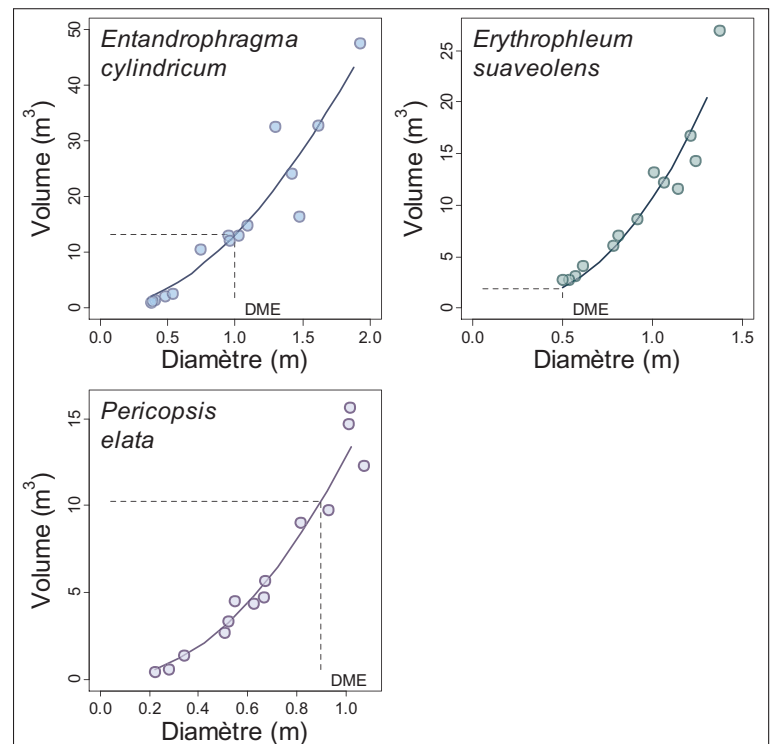 Entandrophragma
cylindricum
Volume (m³)
50
40
30
20
10
0
DME
0.0 0.5 1.0 1.5 2.0
Diamètre (m)
Erythrophleum
suaveolens
Volume (m³)
25
20
15
10
5
0
DME
0.0 0.5 1.0 1.5
Diamètre (m)
Pericopsis
elata
Volume (m³)
15
10
5
0
DME
0.0 0.2 0.4 0.6 0.8 1.0
Diamètre (m)